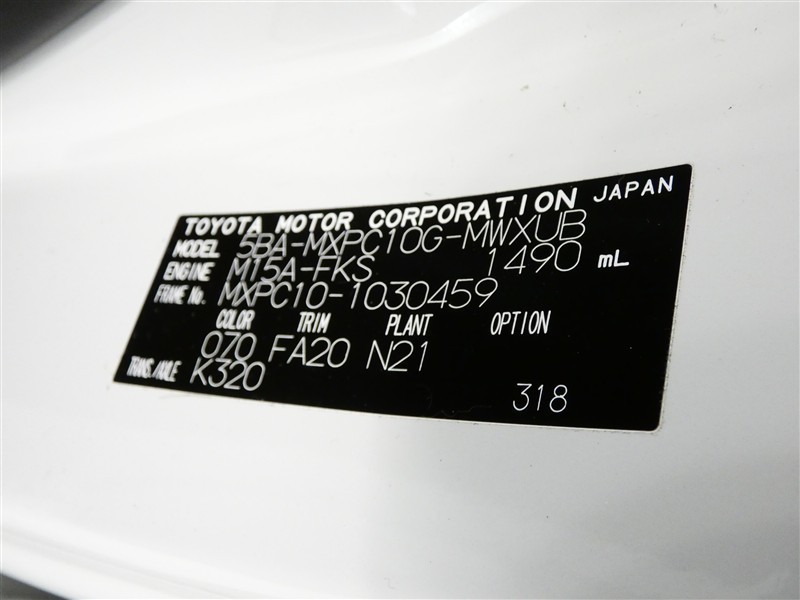 TOYOTA MOTOR CORPORATION JAPAN
MODEL 5BA-MXPC10G-MWXUB
ENGINE M15A-FKS 1490 mL
FRAME No. MXPC10-1030459
COLOR TRIM PLANT OPTION
070 FA20 N21
TRANS./AXLE K320
318